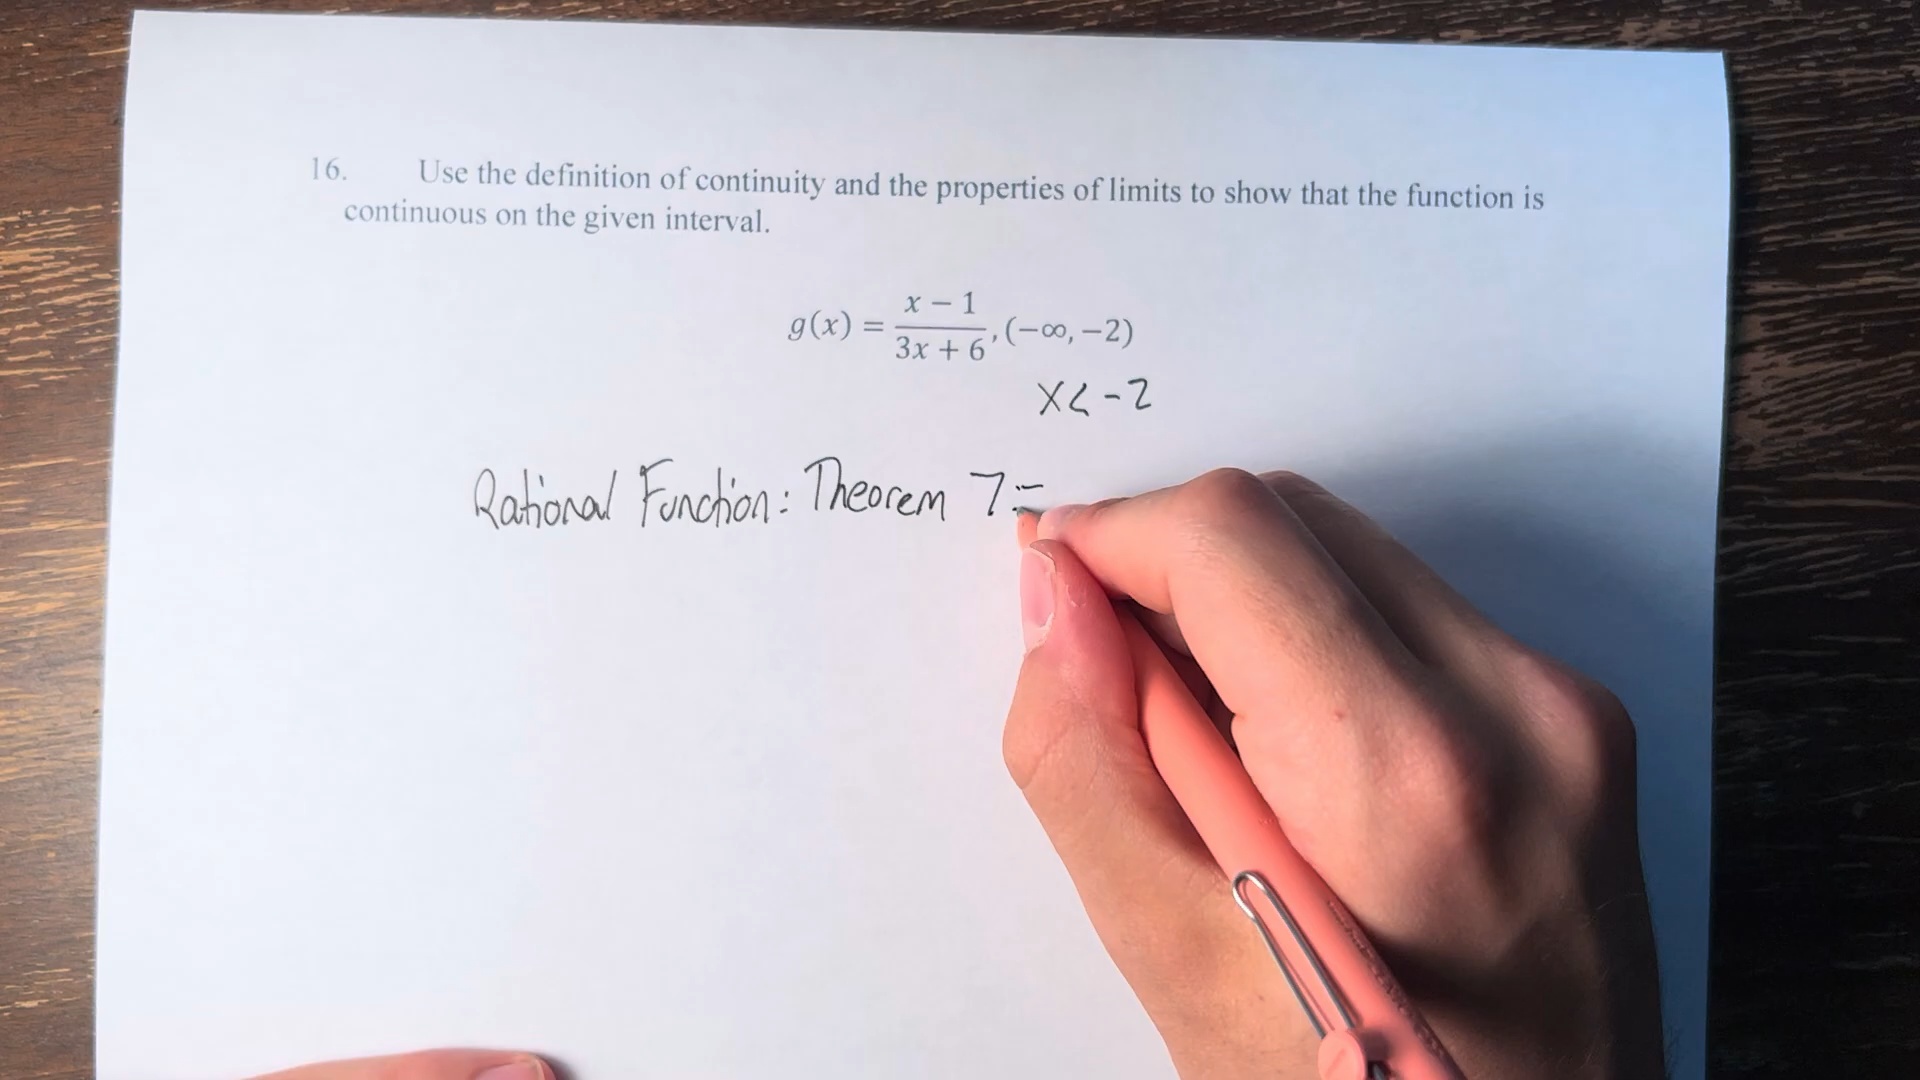 16. Use the definition of continuity and the properties of limits to show that the function is
continuous on the given interval.
g(x) = \frac{x − 1}{3x + 6}, (−∞, −2)
x < -2
Rational Function: Theorem 7=